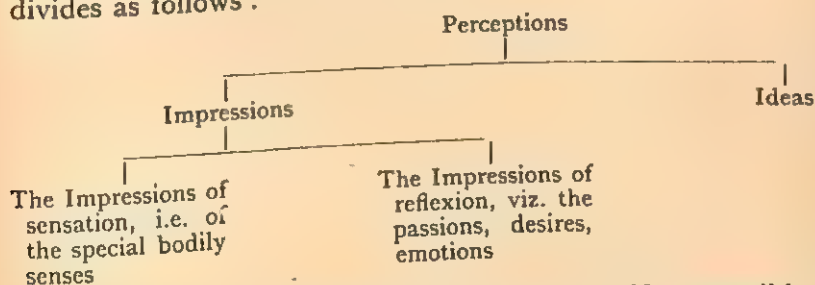 divides as follows :
Perceptions
Impressions
Ideas
The Impressions of
sensation, i.e. of
the special bodily
senses
The Impressions of
reflexion, viz. the
passions, desires,
emotions